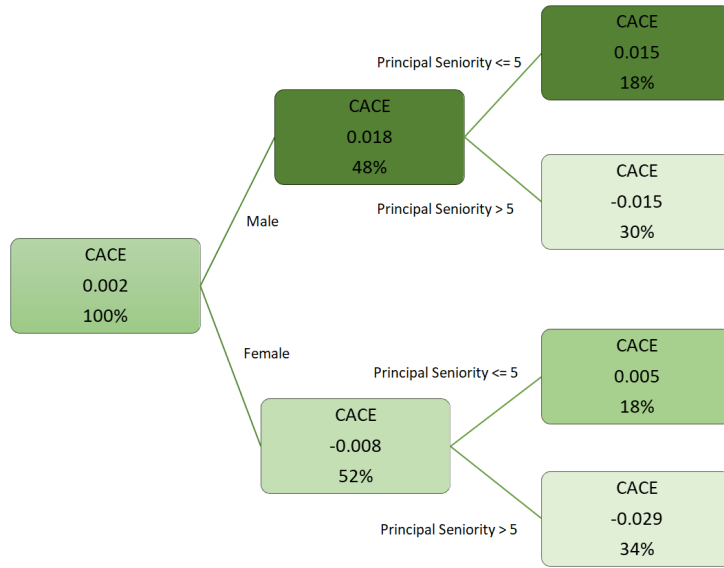 CACE
0.002
100%
Male
Female
CACE
0.018
48%
CACE
-0.008
52%
Principal Seniority <= 5
Principal Seniority > 5
Principal Seniority <= 5
Principal Seniority > 5
CACE
0.015
18%
CACE
-0.015
30%
CACE
0.005
18%
CACE
-0.029
34%